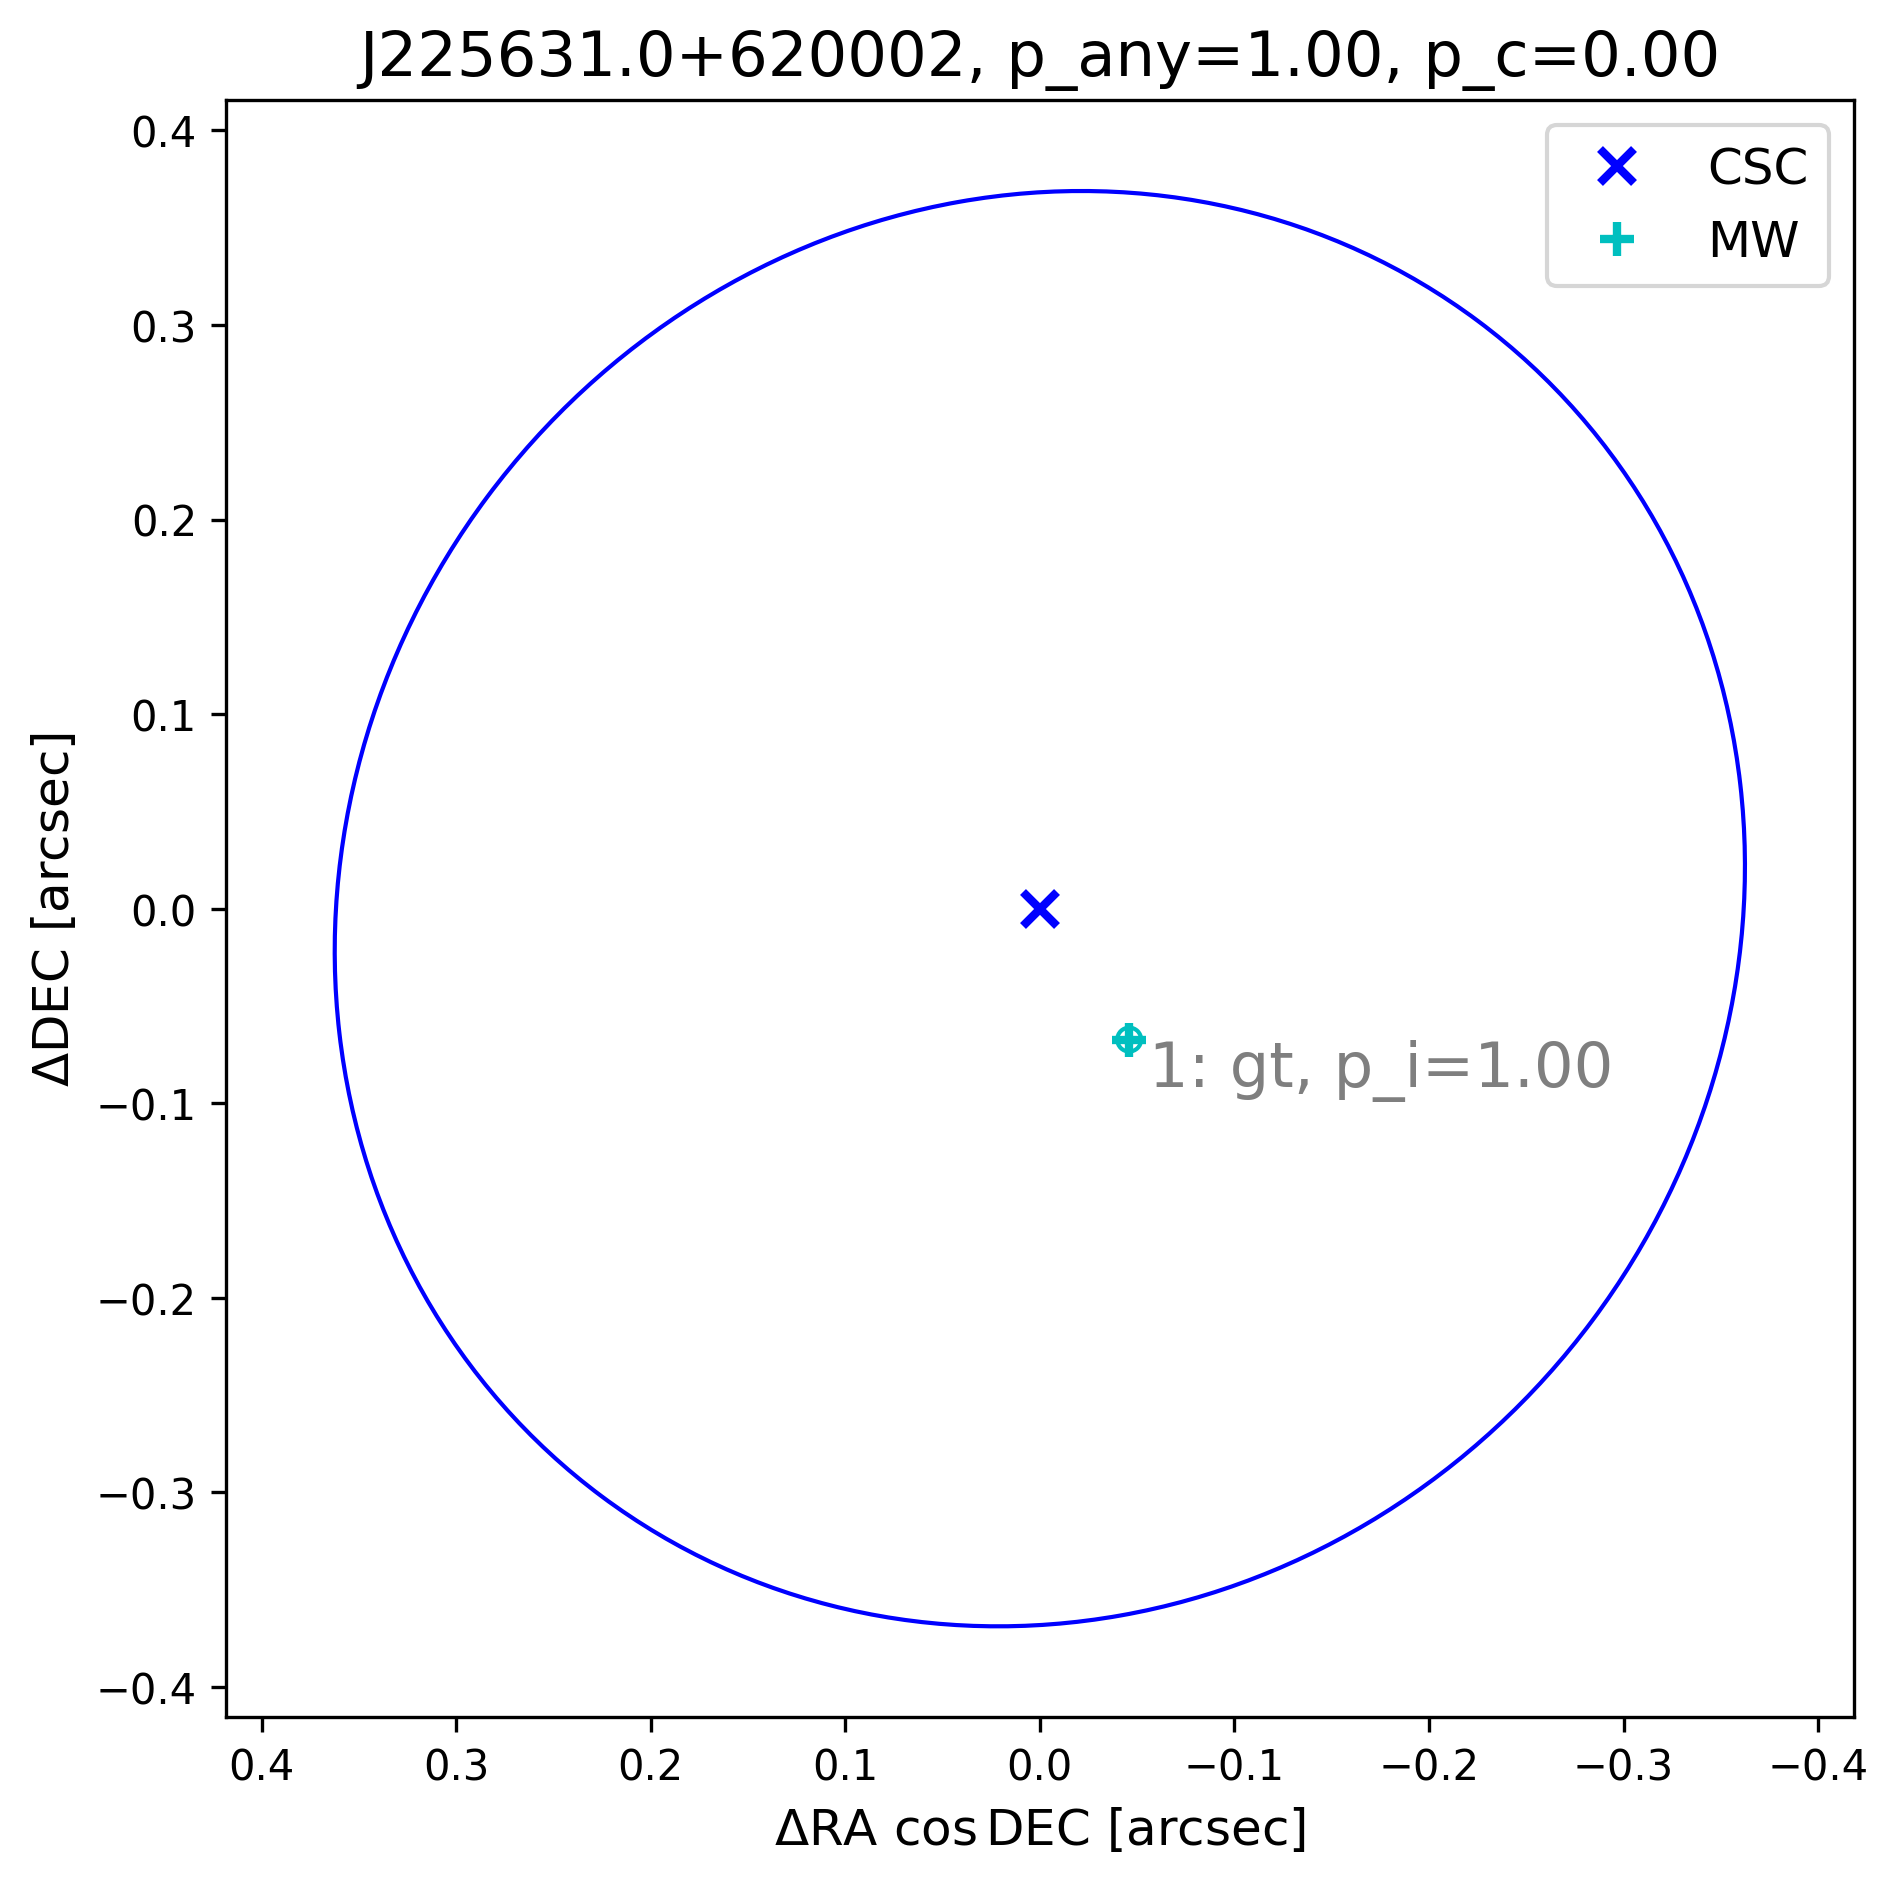 J225631.0+620002, p_any=1.00, p_c=0.00
CSC
MW
0.4
0.3
0.2
0.1
0.0
−0.1
−0.2
−0.3
−0.4
ΔDEC [arcsec]
1: gt, p_i=1.00
0.4 0.3 0.2 0.1 0.0 −0.1 −0.2 −0.3 −0.4
ΔRA cos DEC [arcsec]